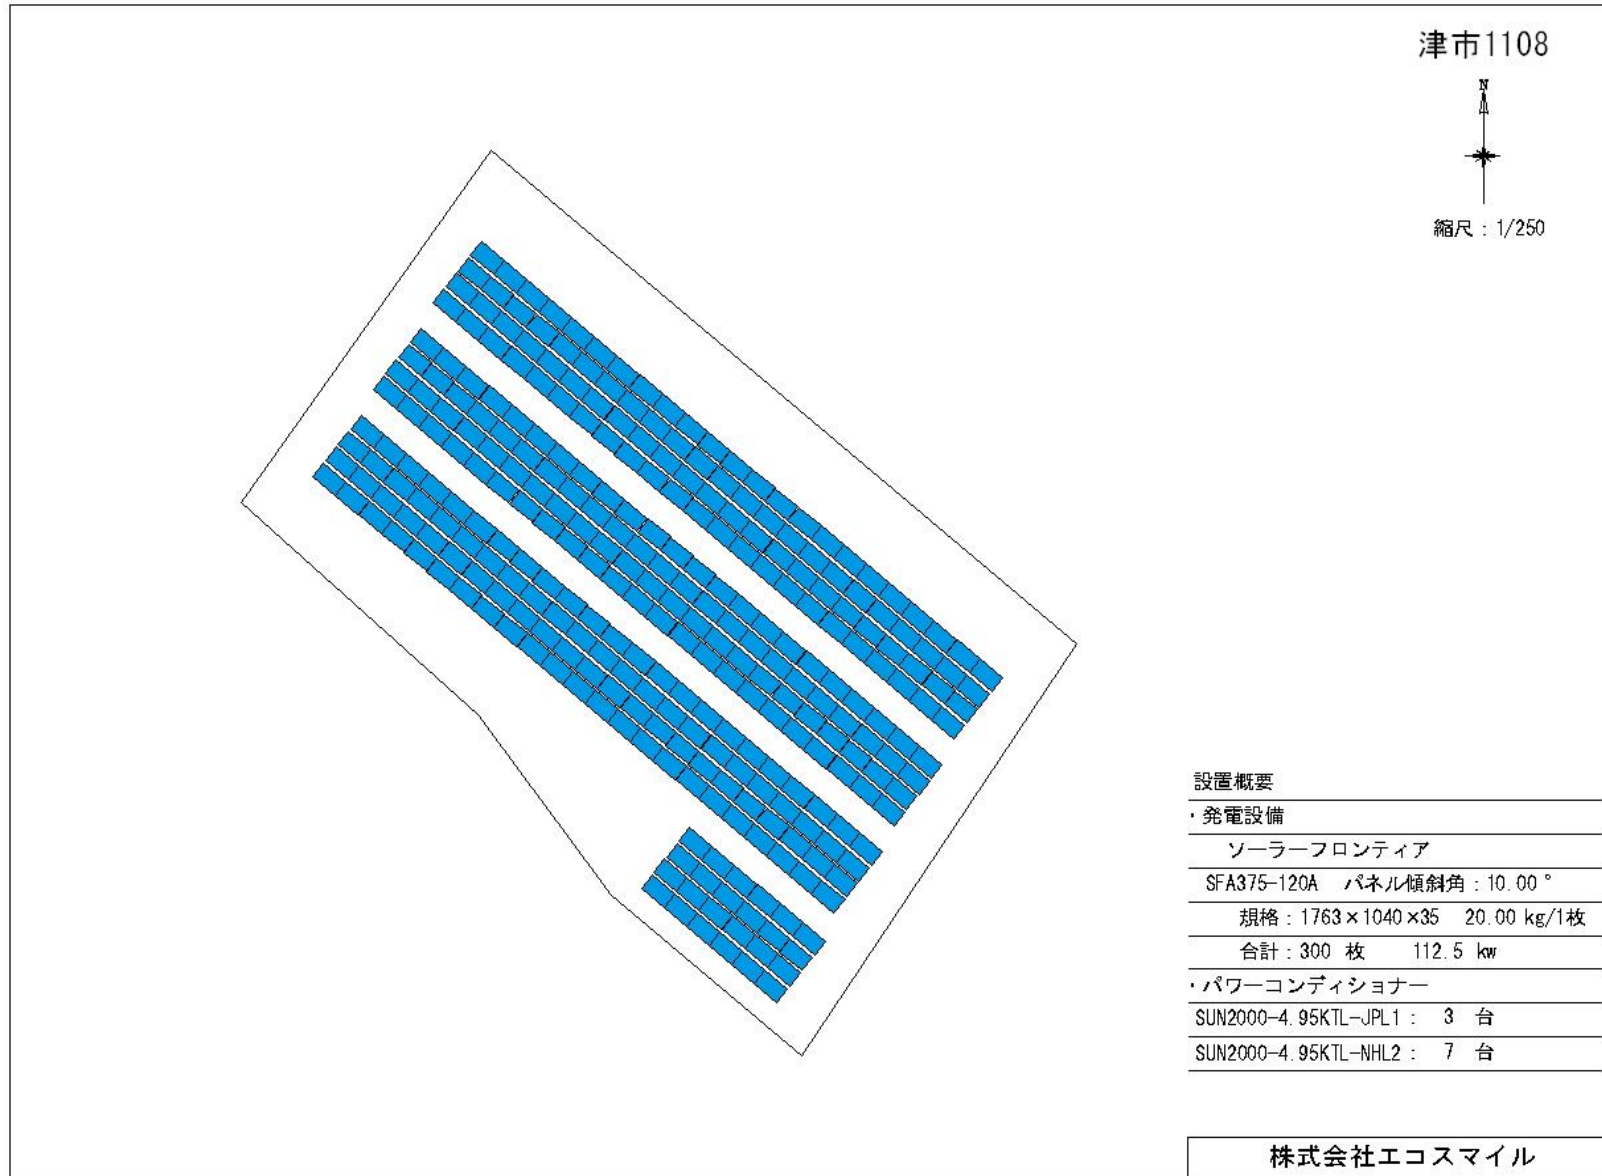 津市1108
N
縮尺：1/250
設置概要
・発電設備
ソーラーフロンティア
SFA375-120A パネル傾斜角：10.00°
規格：1763×1040×35 20.00 kg/1枚
合計：300 枚 112.5 kw
・パワーコンディショナー
SUN2000-4.95KTL-JPL1： 3 台
SUN2000-4.95KTL-NHL2： 7 台
株式会社エコスマイル